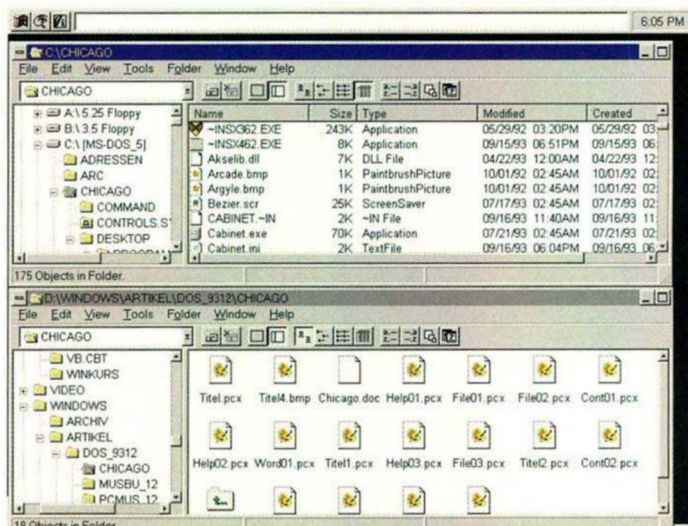 6:05 PM
C:\CHICAGO
File Edit View Tools Folder Window Help
CHICAGO
A:\ 5.25 Floppy
B:\ 3.5 Floppy
C:\ [MS-DOS_5]
ADRESSEN
ARC
CHICAGO
COMMAND
CONTROLS.S
DESKTOP
Name Size Type Modified Created
~INSX362.EXE 243K Application 05/29/92 03:20PM 05/29/92 03:
~INSX462.EXE 8K Application 09/15/93 06:51PM 09/15/93 06:
Akselib.dll 7K DLL File 04/22/93 12:00AM 04/22/93 12:
Arcade.bmp 1K PaintbrushPicture 10/01/92 02:45AM 10/01/92 02:
Argyle.bmp 1K PaintbrushPicture 10/01/92 02:45AM 10/01/92 02:
Bezier.scr 25K ScreenSaver 07/17/93 02:45AM 07/17/93 02:
CABINET.~IN 2K ~IN File 09/16/93 11:40AM 09/16/93 11:
Cabinet.exe 70K Application 07/21/93 02:45AM 07/21/93 02:
Cabinet.ini 2K TextFile 09/16/93 06:04PM 09/16/93 06:
175 Objects in Folder.
D:\WINDOWS\ARTIKEL\DOS_9312\CHICAGO
File Edit View Tools Folder Window Help
CHICAGO
VB.CBT
WINKURS
VIDEO
WINDOWS
ARCHIV
ARTIKEL
DOS_9312
CHICAGO
MUSBU_12
PCMUS_12
Titel.pcx Titel4.bmp Chicago.doc Help01.pcx File01.pcx File02.pcx Cont01.pcx
Help02.pcx Word01.pcx Titel1.pcx Help03.pcx File03.pcx Titel2.pcx Cont02.pcx
18 Objects in Folder.